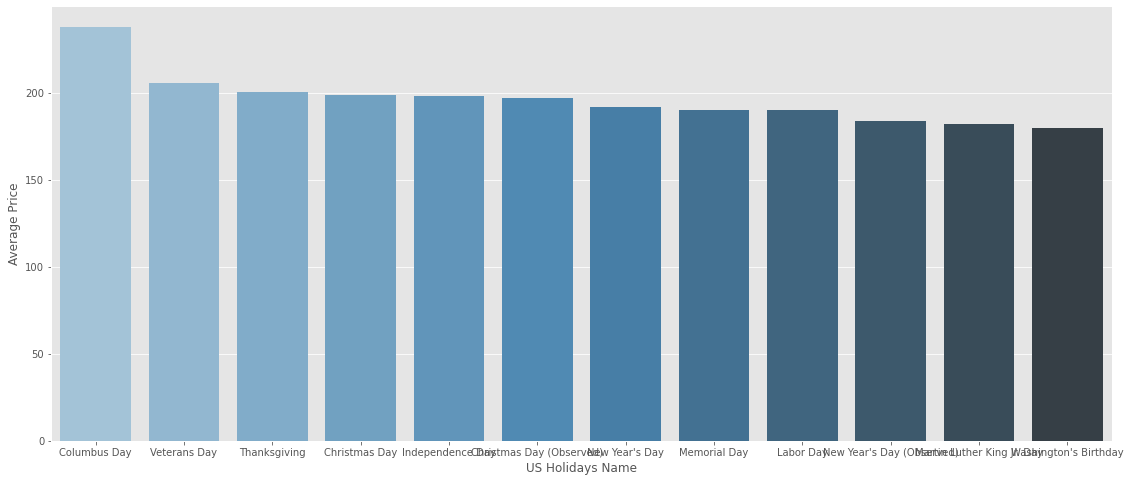 200
150
100
50
0
Average Price
Columbus Day
Veterans Day
Thanksgiving
Christmas Day
Independence Day
Christmas Day (Observed)
New Year's Day
Memorial Day
Labor Day
New Year's Day (Observed)
Martin Luther King Jr. Day
Washington's Birthday
US Holidays Name